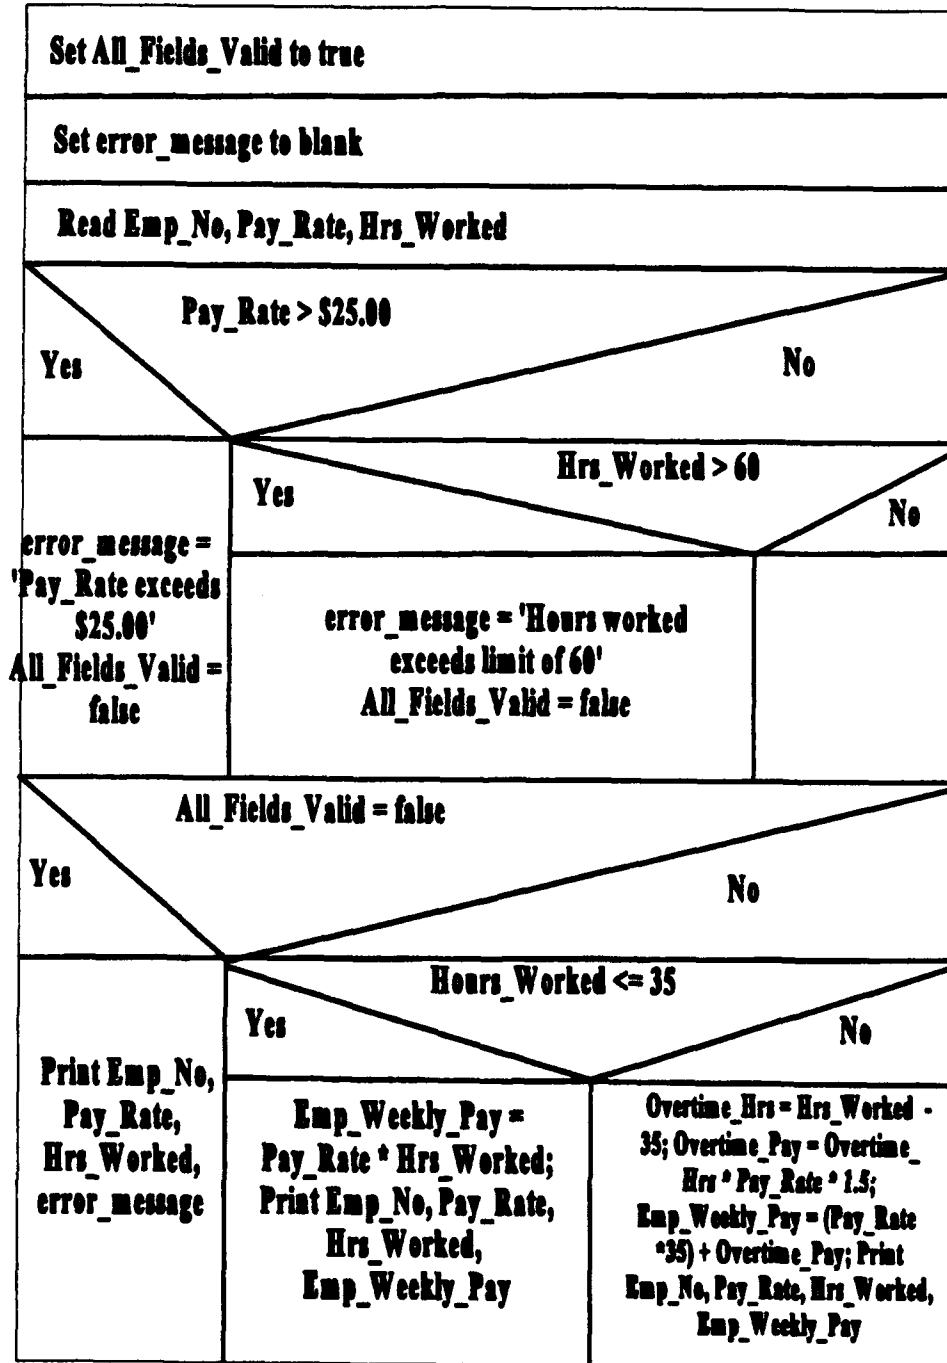 Set All_Fields_Valid to true
Set error_message to blank
Read Emp_No, Pay_Rate, Hrs_Worked
Pay_Rate > $25.00
Yes
No
Hrs_Worked > 60
Yes
No
error_message =
'Pay_Rate exceeds
$25.00'
All_Fields_Valid =
false
error_message = 'Hours worked
exceeds limit of 60'
All_Fields_Valid = false
All_Fields_Valid = false
Yes
No
Hours_Worked <= 35
Yes
No
Print Emp_No,
Pay_Rate,
Hrs_Worked,
error_message
Emp_Weekly_Pay =
Pay_Rate * Hrs_Worked;
Print Emp_No, Pay_Rate,
Hrs_Worked,
Emp_Weekly_Pay
Overtime_Hrs = Hrs_Worked -
35; Overtime_Pay = Overtime_
Hrs * Pay_Rate * 1.5;
Emp_Weekly_Pay = (Pay_Rate
*35) + Overtime_Pay; Print
Emp_No, Pay_Rate, Hrs_Worked,
Emp_Weekly_Pay